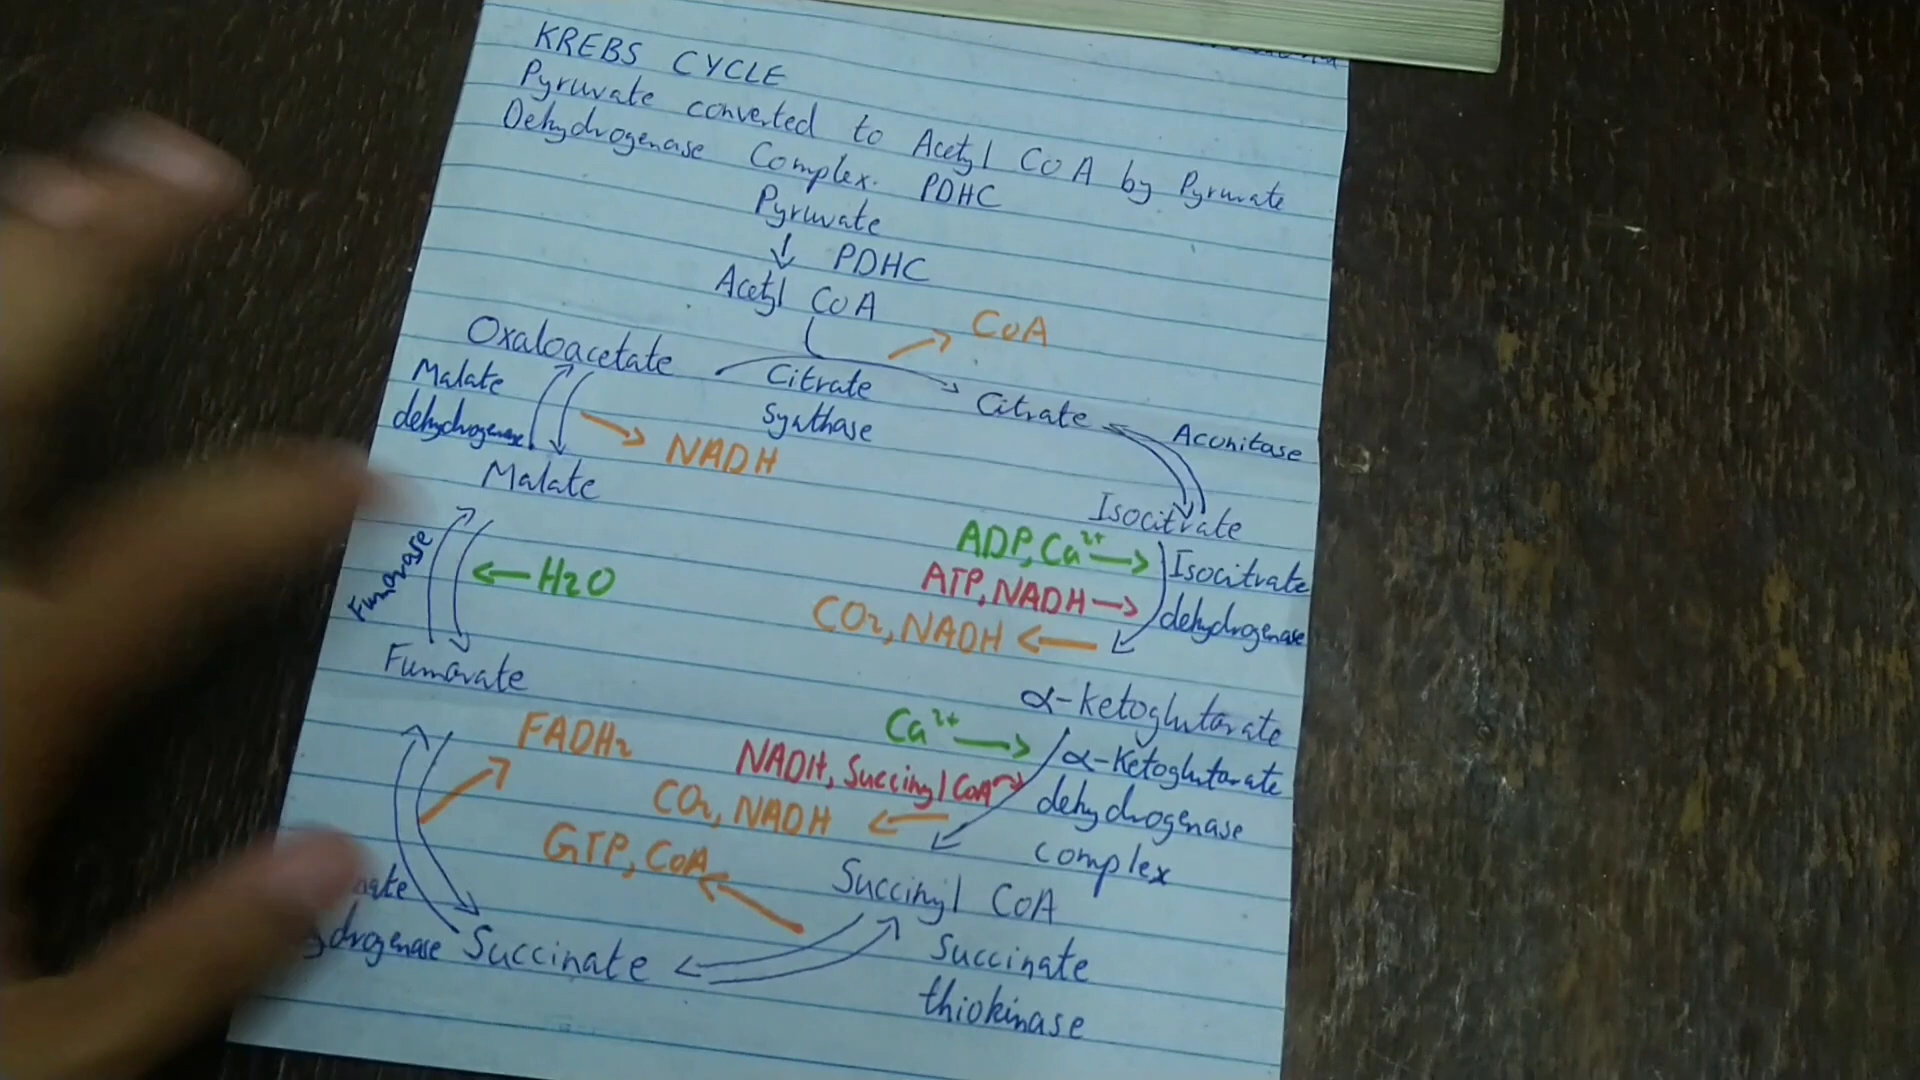 KREBS CYCLE
Pyruvate converted to Acetyl CoA by Pyruvate
Dehydrogenase Complex. PDHC
Pyruvate
PDHC
Acetyl CoA
CoA
Oxaloacetate
Citrate
Synthase
Citrate
Aconitase
Malate
dehydrogenase
NADH
Malate
Isocitrate
ADP, Ca²⁺
Isocitrate
dehydrogenase
ATP, NADH
CO₂, NADH
Fumarase
H2O
Fumarate
α-ketoglutarate
Ca²⁺
α-Ketoglutarate
dehydrogenase
complex
NADH, Succinyl CoA
CO₂, NADH
FADH₂
GTP, CoA
Succinyl CoA
Succinate
thiokinase
Succinate